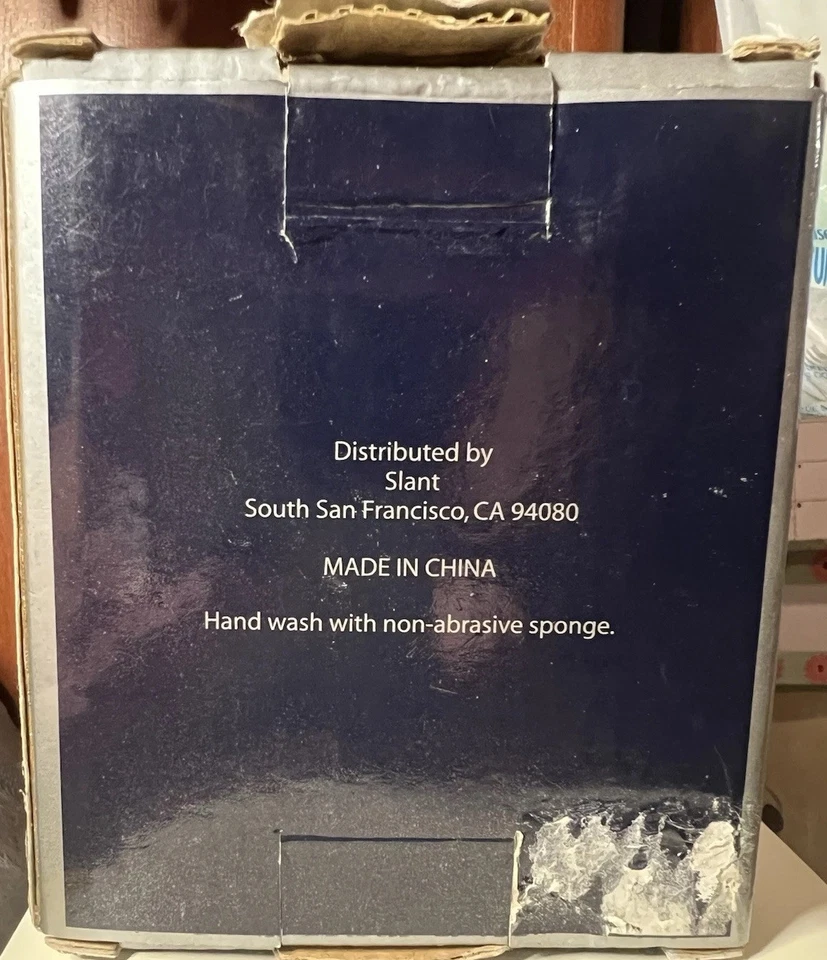 Distributed by
Slant
South San Francisco, CA 94080
MADE IN CHINA
Hand wash with non-abrasive sponge.